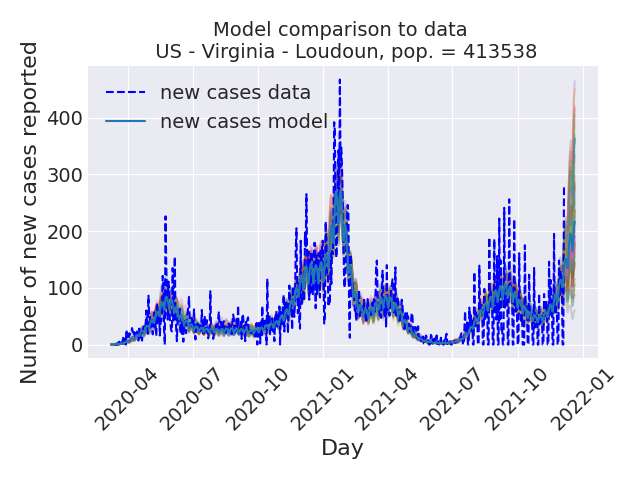 Model comparison to data
US - Virginia - Loudoun, pop. = 413538
Number of new cases reported
new cases data
new cases model
400
300
200
100
0
2020-04
2020-07
2020-10
2021-01
2021-04
2021-07
2021-10
2022-01
Day